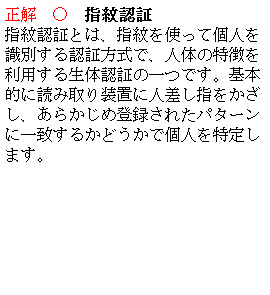 正解　○　指紋認証
指紋認証とは、指紋を使って個人を
識別する認証方式で、人体の特徴を
利用する生体認証の一つです。基本
的に読み取り装置に人差し指をかざ
し、あらかじめ登録されたパターン
に一致するかどうかで個人を特定し
ます。